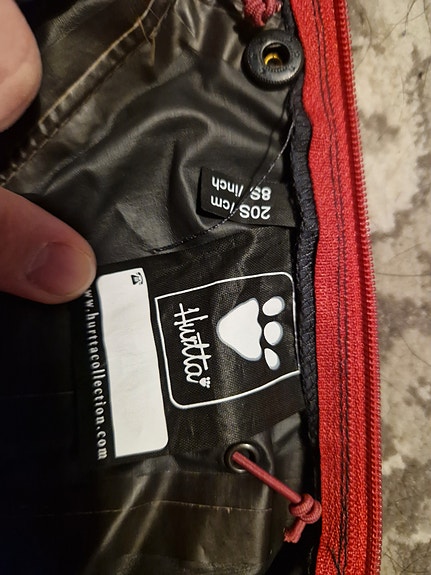 20S /cm
8S /inch
Hurtta
www.hurttacollection.com